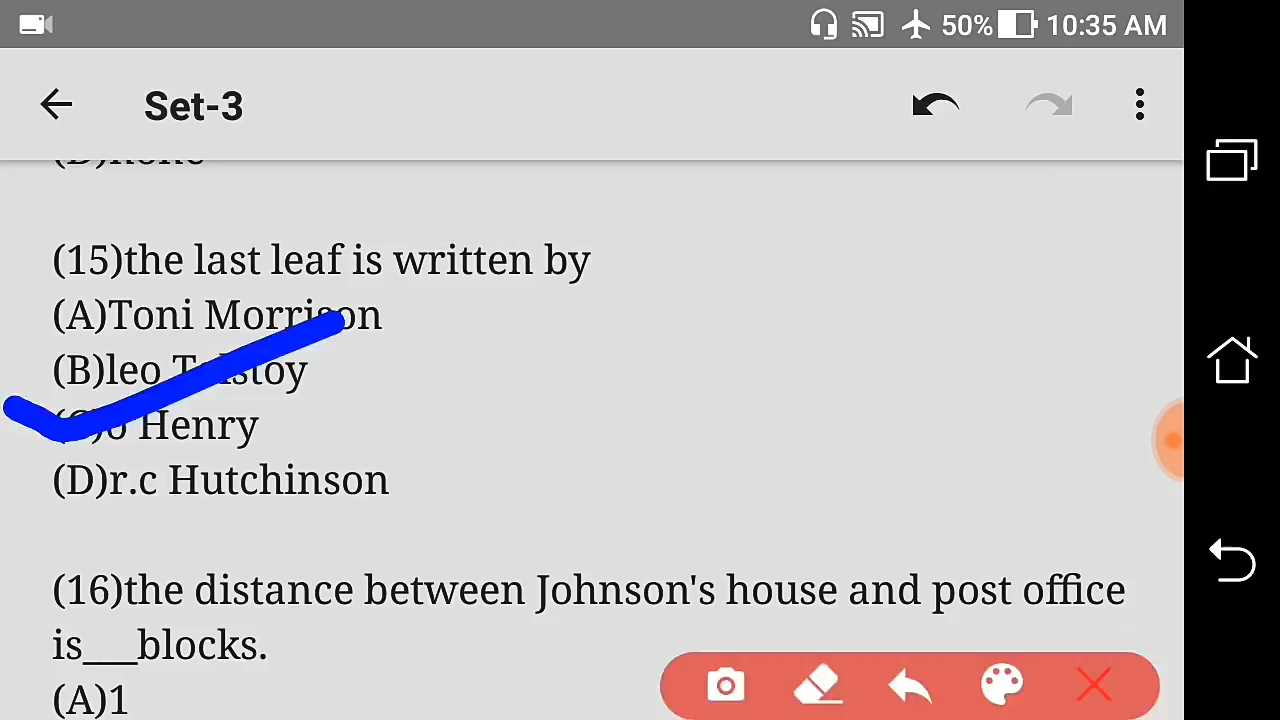 50% 10:35 AM
Set-3
(D)none
(15)the last leaf is written by
(A)Toni Morrison
(B)leo Tolstoy
(C)o Henry
(D)r.c Hutchinson
(16)the distance between Johnson's house and post office
is___blocks.
(A)1